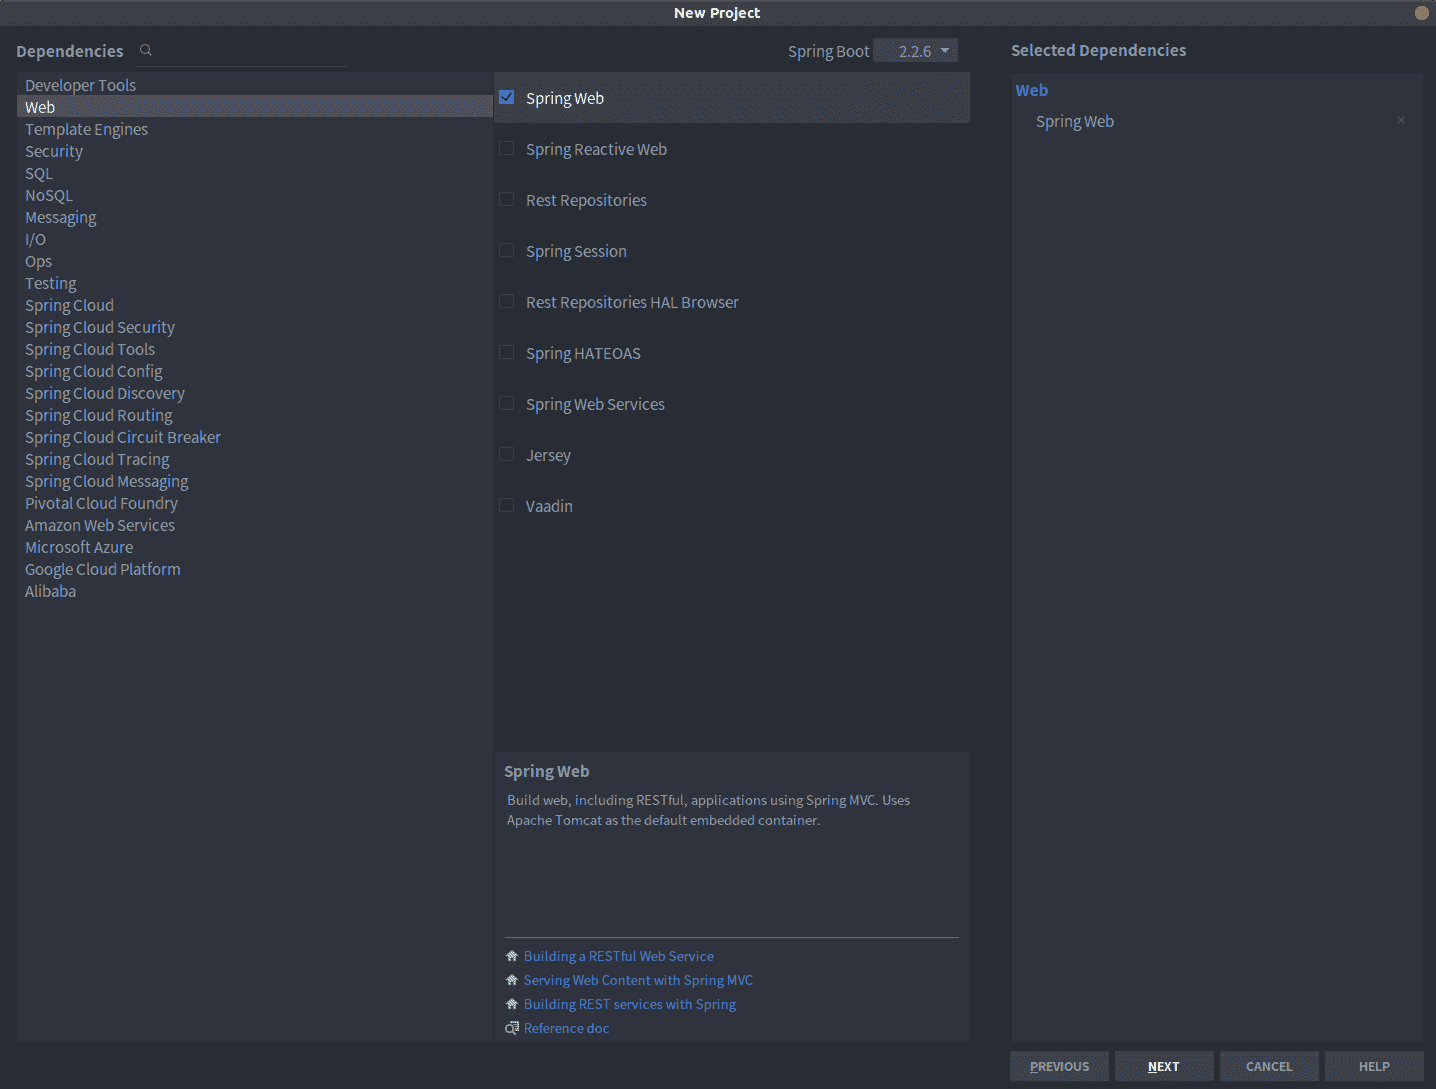 New Project
Dependencies
Spring Boot 2.2.6
Selected Dependencies
Developer Tools
Web
Template Engines
Security
SQL
NoSQL
Messaging
I/O
Ops
Testing
Spring Cloud
Spring Cloud Security
Spring Cloud Tools
Spring Cloud Config
Spring Cloud Discovery
Spring Cloud Routing
Spring Cloud Circuit Breaker
Spring Cloud Tracing
Spring Cloud Messaging
Pivotal Cloud Foundry
Amazon Web Services
Microsoft Azure
Google Cloud Platform
Alibaba
Spring Web
Spring Reactive Web
Rest Repositories
Spring Session
Rest Repositories HAL Browser
Spring HATEOAS
Spring Web Services
Jersey
Vaadin
Spring Web
Build web, including RESTful, applications using Spring MVC. Uses
Apache Tomcat as the default embedded container.
Building a RESTful Web Service
Serving Web Content with Spring MVC
Building REST services with Spring
Reference doc
Web
Spring Web
PREVIOUS
NEXT
CANCEL
HELP